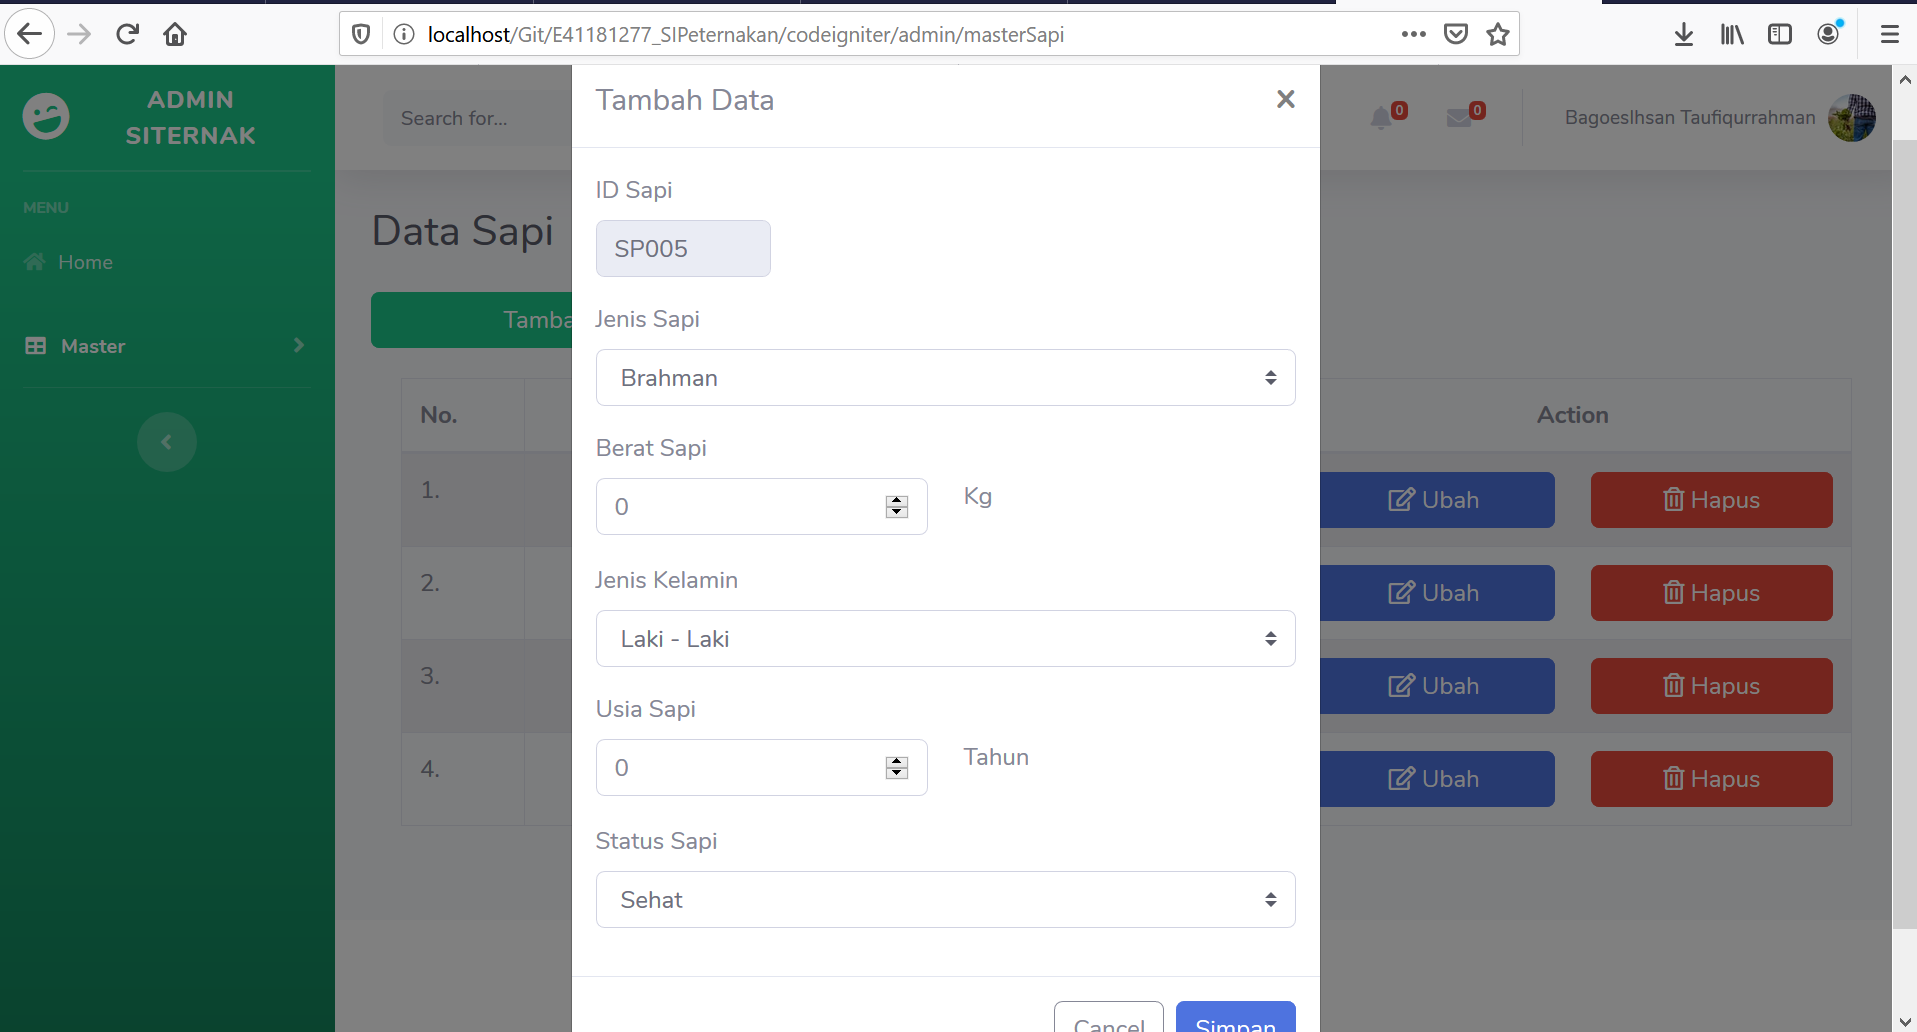 localhost/Git/E41181277_SIPeternakan/codeigniter/admin/masterSapi
ADMIN
SITERNAK
MENU
Home
Master
Search for...
0
0
BagoesIhsan Taufiqurrahman
Data Sapi
Tamba
No.
Action
1.
Ubah
Hapus
2.
Ubah
Hapus
3.
Ubah
Hapus
4.
Ubah
Hapus
Tambah Data
×
ID Sapi
SP005
Jenis Sapi
Brahman
Berat Sapi
0
Kg
Jenis Kelamin
Laki - Laki
Usia Sapi
0
Tahun
Status Sapi
Sehat
Cancel
Simpan